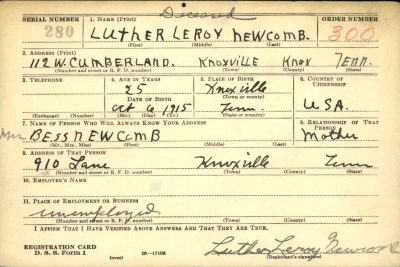 Deceased
SERIAL NUMBER 1. NAME (Print) ORDER NUMBER
280 LUTHER LEROY NEWCOMB. 300
(First) (Middle) (Last)
2. ADDRESS (Print)
112 W. CUMBERLAND. KNOXVILLE KNOX TENN.
(Number and street or R. F. D. number) (Town) (County) (State)
3. TELEPHONE 4. AGE IN YEARS 5. PLACE OF BIRTH 6. COUNTRY OF CITIZENSHIP
25 Knoxville
DATE OF BIRTH (Town or county)
Oct 6, 1915 Tenn. U.S.A.
(Exchange) (Number) (Mo.) (Day) (Yr.) (State or country)
7. NAME OF PERSON WHO WILL ALWAYS KNOW YOUR ADDRESS 8. RELATIONSHIP OF THAT PERSON
Mrs BESS NEWCOMB Mother
(Mr., Mrs., Miss) (First) (Middle) (Last)
9. ADDRESS OF THAT PERSON
910 Lane Knoxville Tenn
(Number and street or R. F. D. number) (Town) (County) (State)
10. EMPLOYER'S NAME
11. PLACE OF EMPLOYMENT OR BUSINESS
unemployed.
(Number and street or R. F. D. number) (Town) (County) (State)
I AFFIRM THAT I HAVE VERIFIED ABOVE ANSWERS AND THAT THEY ARE TRUE.
REGISTRATION CARD Luther Leroy Newcomb
D. S. S. Form 1 (over) (Registrant's signature)